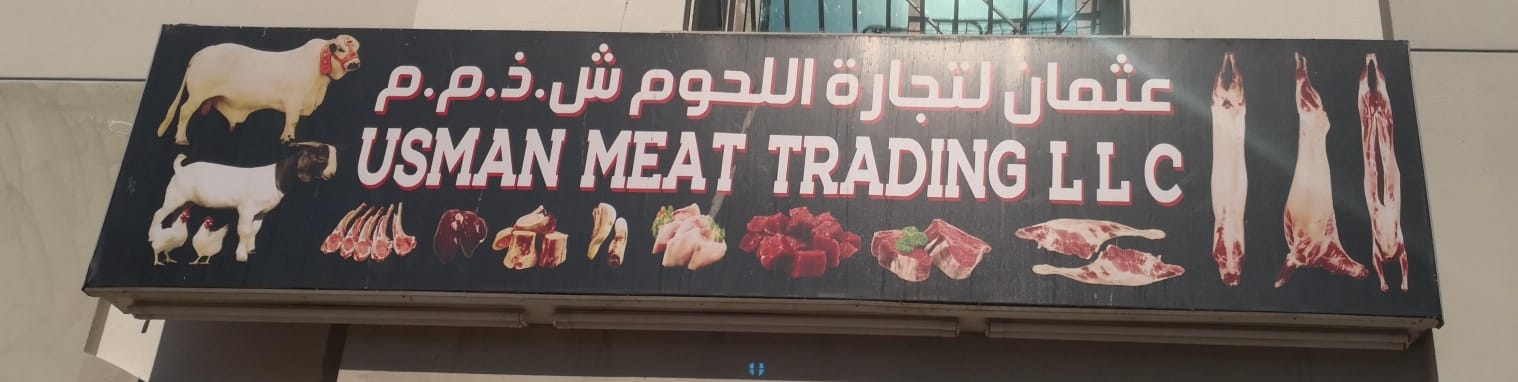 عثمان لتجارة اللحوم ش.ذ.م.م
USMAN MEAT TRADING L L C